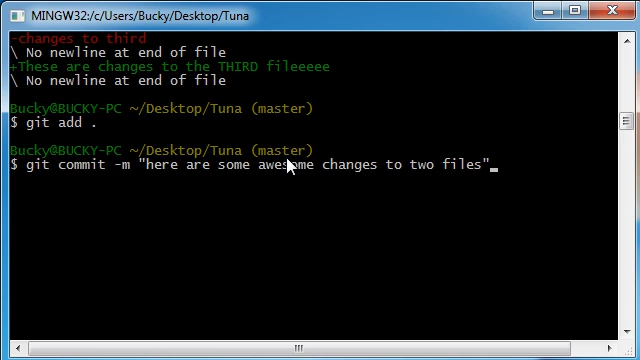 MINGW32:/c/Users/Bucky/Desktop/Tuna
-changes to third
\ No newline at end of file
+These are changes to the THIRD fileeeee
\ No newline at end of file
Bucky@BUCKY-PC ~/Desktop/Tuna (master)
$ git add .
Bucky@BUCKY-PC ~/Desktop/Tuna (master)
$ git commit -m "here are some awesome changes to two files"_